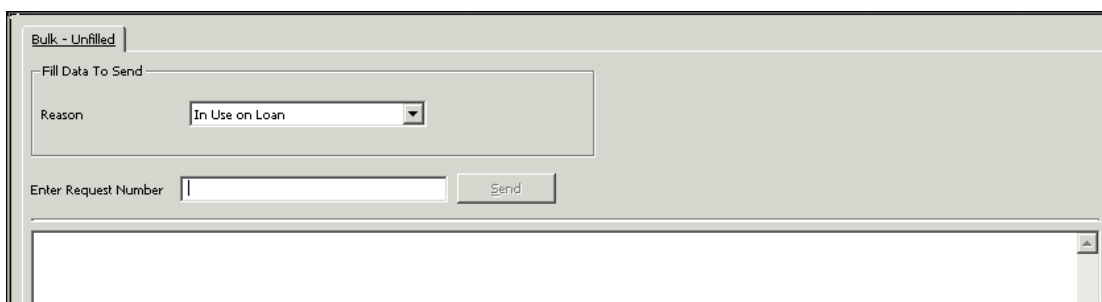 Bulk - Unfilled
Fill Data To Send
Reason In Use on Loan
Enter Request Number Send